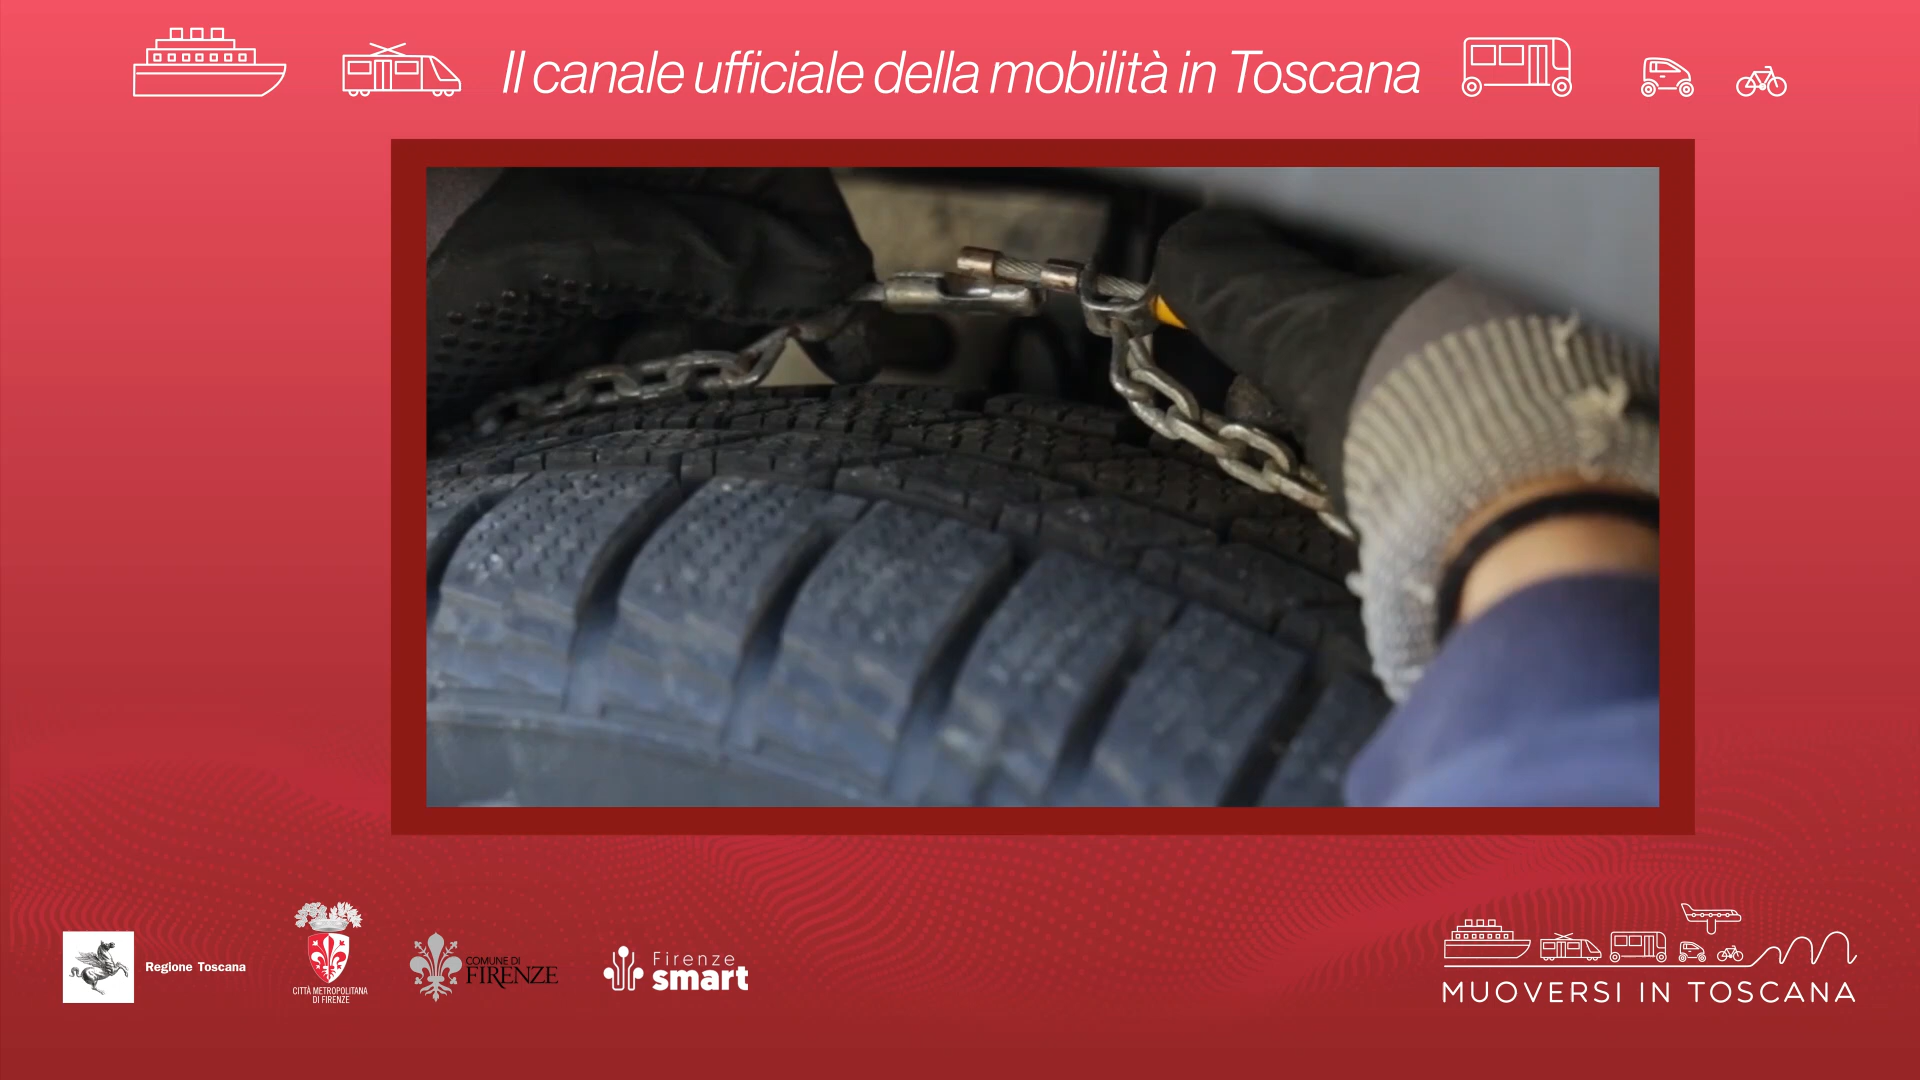 Il canale ufficiale della mobilità in Toscana
Regione Toscana
CITTÀ METROPOLITANA
DI FIRENZE
COMUNE DI
FIRENZE
Firenze
smart
MUOVERSI IN TOSCANA